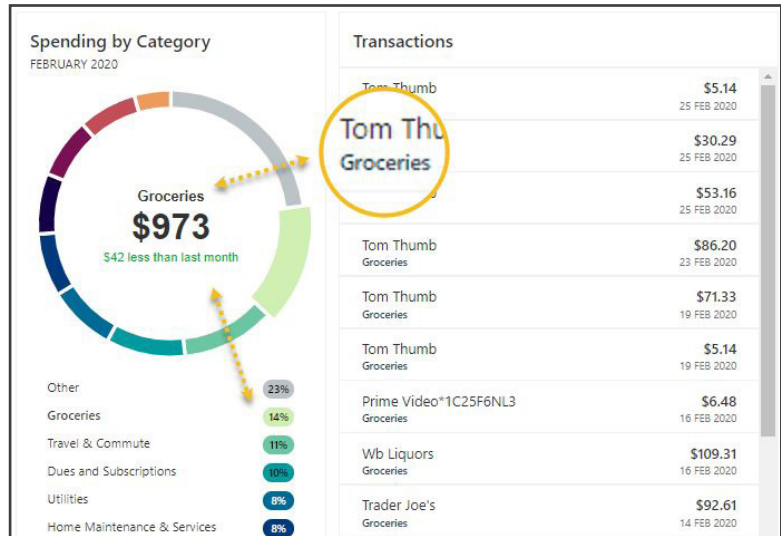 Spending by Category
FEBRUARY 2020
Groceries
$973
$42 less than last month
Other 23%
Groceries 14%
Travel & Commute 11%
Dues and Subscriptions 10%
Utilities 8%
Home Maintenance & Services 8%
Transactions
Tom Thumb $5.14
25 FEB 2020
Tom Thu
Groceries
$30.29
25 FEB 2020
$53.16
25 FEB 2020
Tom Thumb $86.20
Groceries 23 FEB 2020
Tom Thumb $71.33
Groceries 19 FEB 2020
Tom Thumb $5.14
Groceries 19 FEB 2020
Prime Video*1C25F6NL3 $6.48
Groceries 16 FEB 2020
Wb Liquors $109.31
Groceries 16 FEB 2020
Trader Joe's $92.61
Groceries 14 FEB 2020